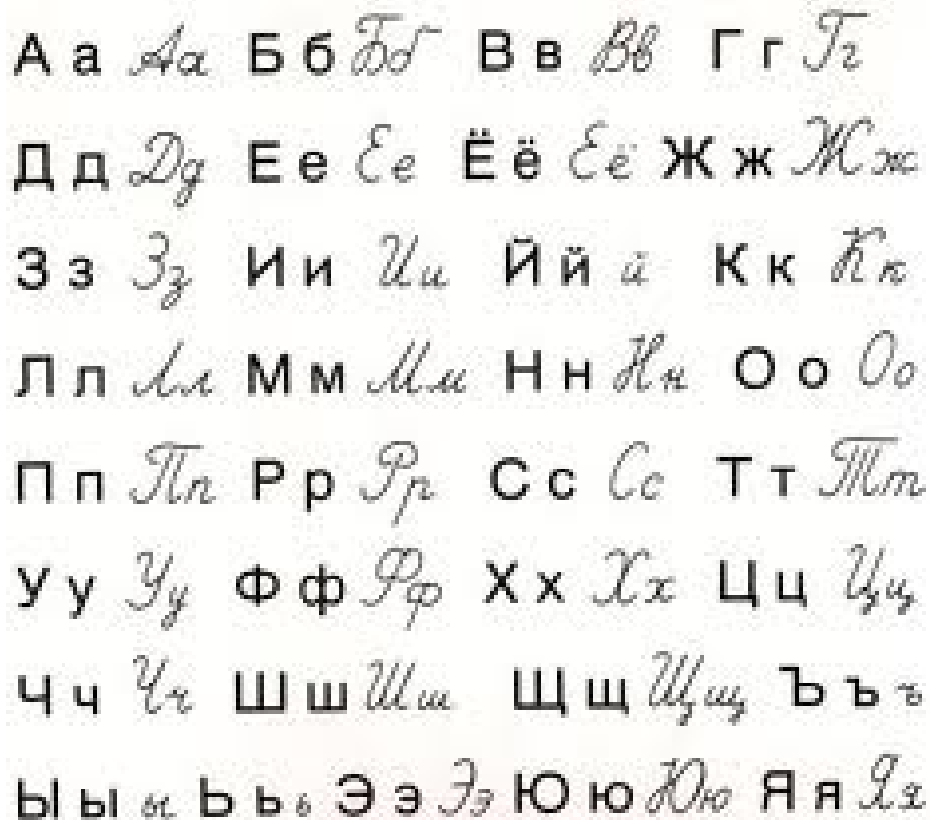 А а Аа Б б Бб В в Вв Г г Гг
Д д Дд Е е Ее Ё ё Её Ж ж Жж
З з Зз И и Ии Й й й К к Кк
Л л Лл М м Мм Н н Нн О о Оо
П п Пп Р р Рр С с Сс Т т Тт
У у Уу Ф ф Фф Х х Хх Ц ц Цц
Ч ч Чч Ш ш Шш Щ щ Щщ Ъ ъ ъ
Ы ы ы Ь ь ь Э э Ээ Ю ю Юю Я я Яя